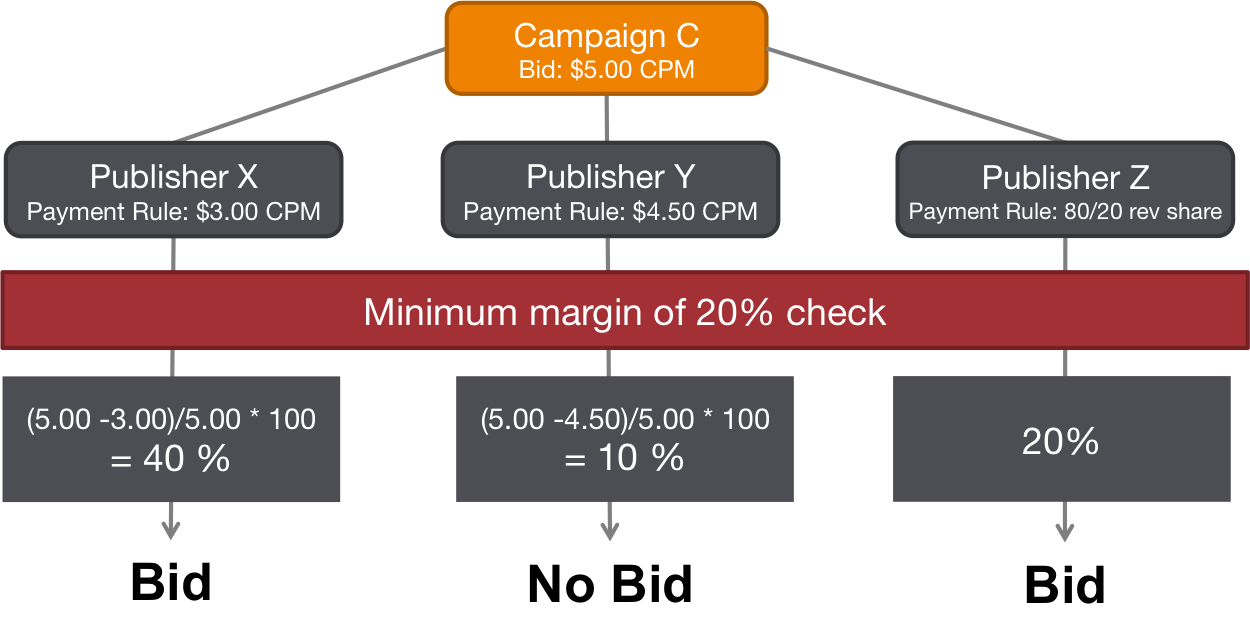 Campaign C
Bid: $5.00 CPM
Publisher X
Payment Rule: $3.00 CPM
Publisher Y
Payment Rule: $4.50 CPM
Publisher Z
Payment Rule: 80/20 rev share
Minimum margin of 20% check
(5.00 -3.00)/5.00 * 100
= 40 %
(5.00 -4.50)/5.00 * 100
= 10 %
20%
Bid
No Bid
Bid